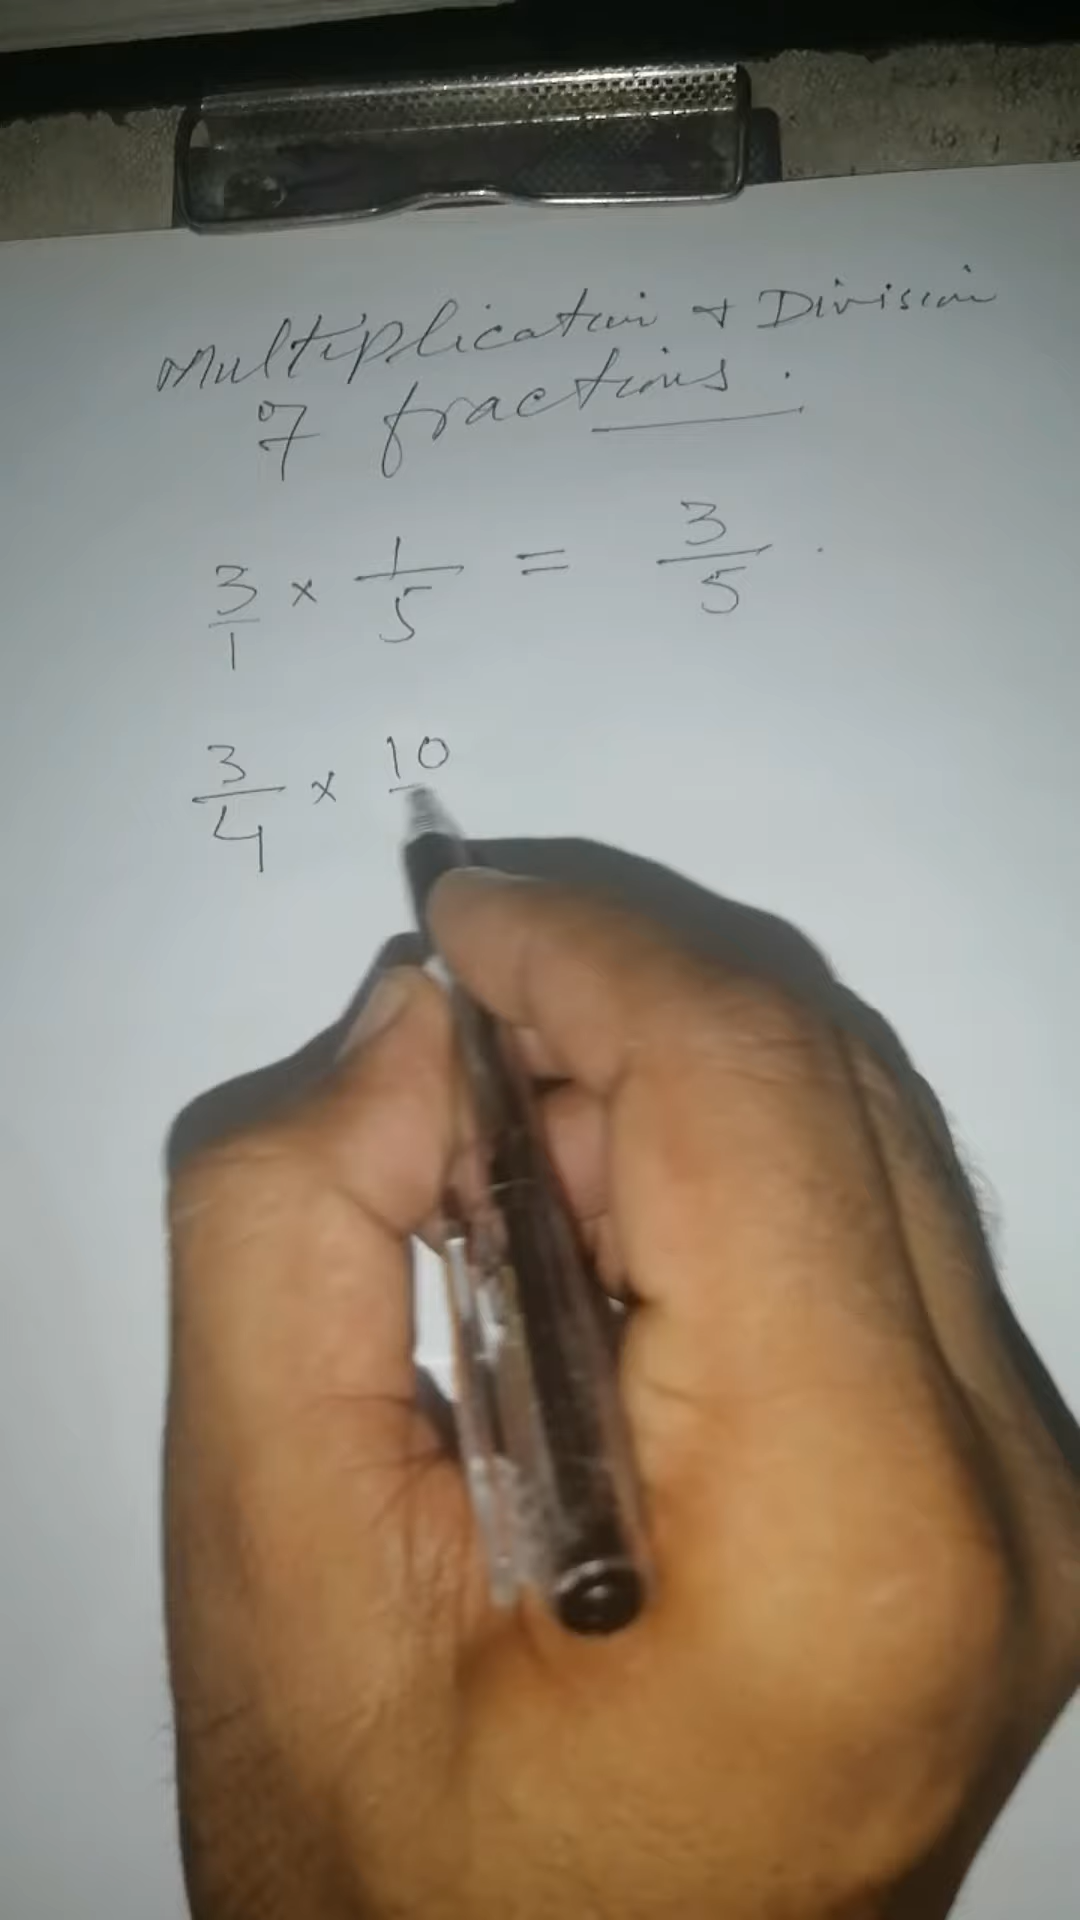 Multiplication & Division
of fractions.
3/1 × 1/5 = 3/5.
3/4 × 10